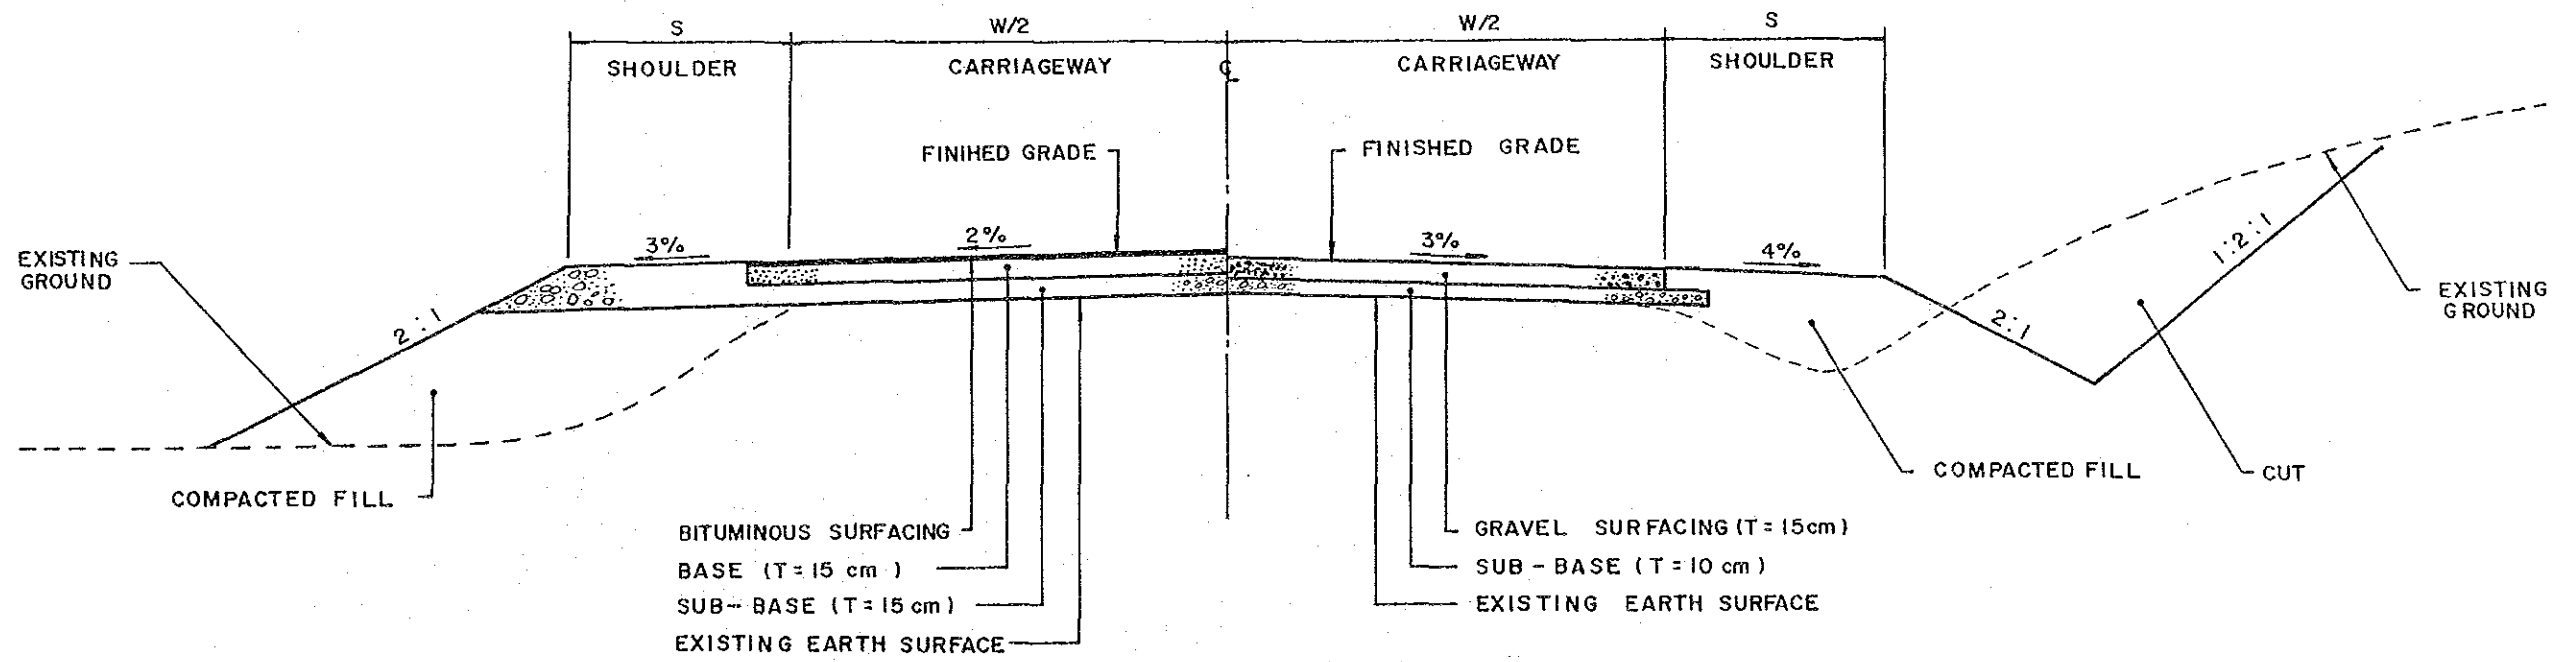 S
W/2
W/2
S
SHOULDER
CARRIAGEWAY
℄
CARRIAGEWAY
SHOULDER
FINIHED GRADE
FINISHED GRADE
3%
2%
3%
4%
EXISTING
GROUND
2:1
2:1
1:2:1
EXISTING
GROUND
COMPACTED FILL
COMPACTED FILL
CUT
BITUMINOUS SURFACING
BASE (T=15 cm)
SUB-BASE (T=15 cm)
EXISTING EARTH SURFACE
GRAVEL SURFACING (T=15cm)
SUB-BASE (T=10 cm)
EXISTING EARTH SURFACE